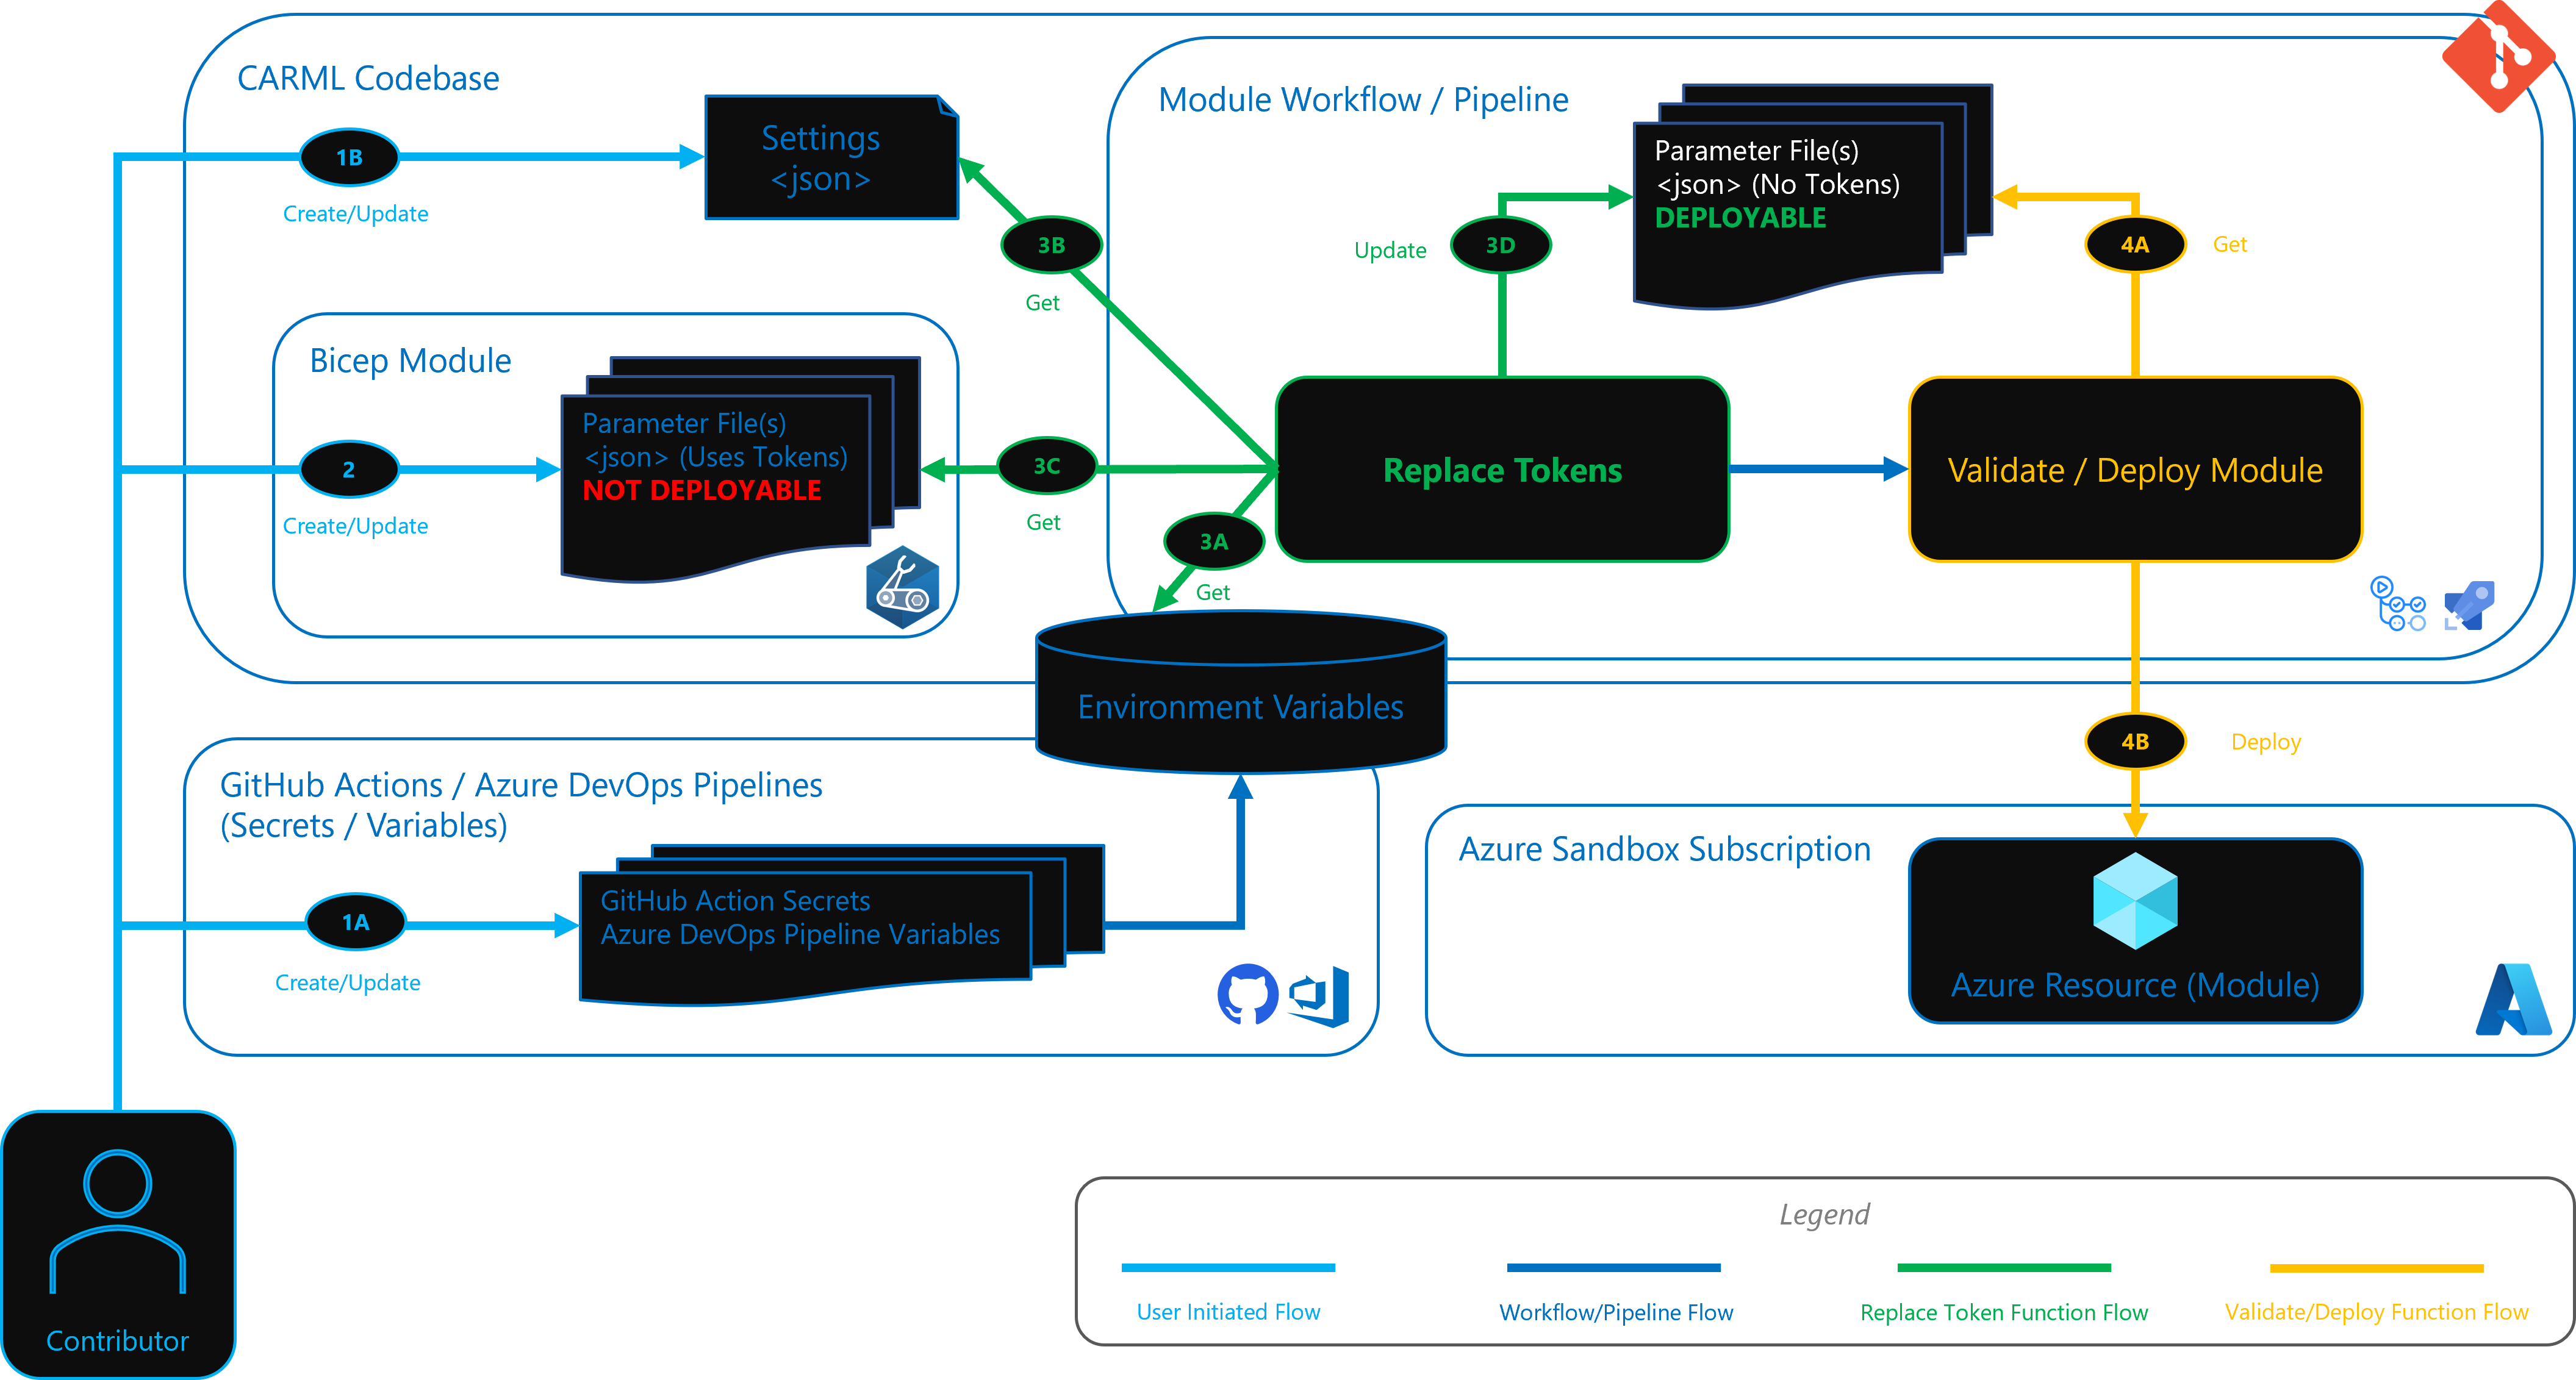 CARML Codebase
1B
Create/Update
Settings
<json>
3B
Get
Module Workflow / Pipeline
Parameter File(s)
<json> (No Tokens)
DEPLOYABLE
Update
3D
4A
Get
Bicep Module
Parameter File(s)
<json> (Uses Tokens)
NOT DEPLOYABLE
2
Create/Update
3C
Get
3A
Get
Replace Tokens
Validate / Deploy Module
Environment Variables
4B
Deploy
GitHub Actions / Azure DevOps Pipelines
(Secrets / Variables)
GitHub Action Secrets
Azure DevOps Pipeline Variables
1A
Create/Update
Azure Sandbox Subscription
Azure Resource (Module)
Contributor
Legend
User Initiated Flow
Workflow/Pipeline Flow
Replace Token Function Flow
Validate/Deploy Function Flow